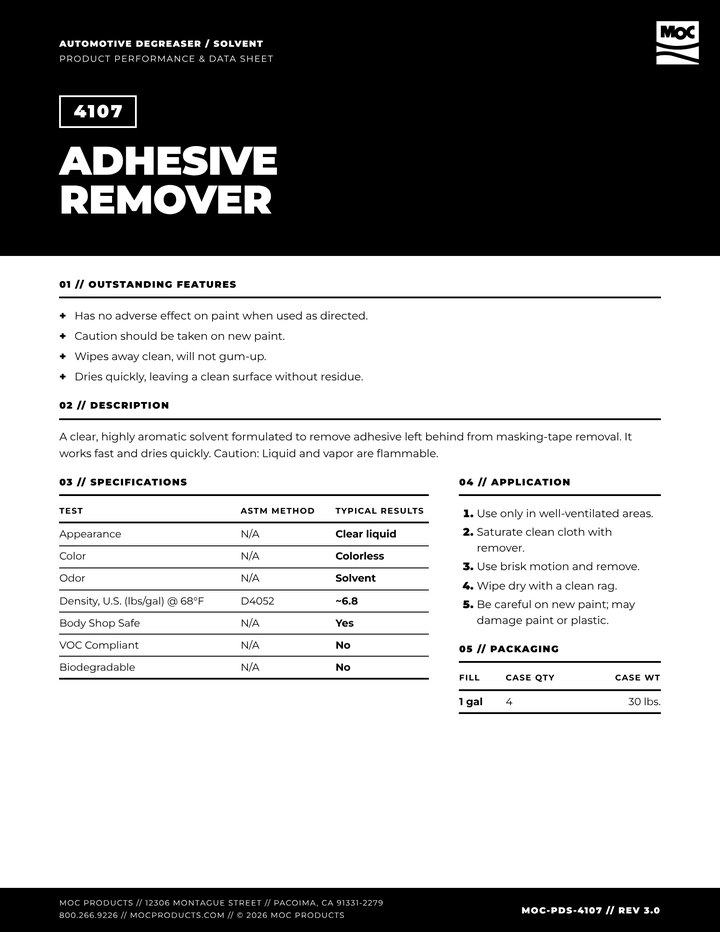 AUTOMOTIVE DEGREASER / SOLVENT
PRODUCT PERFORMANCE & DATA SHEET
MOC
4107
ADHESIVE
REMOVER
01 // OUTSTANDING FEATURES
+ Has no adverse effect on paint when used as directed.
+ Caution should be taken on new paint.
+ Wipes away clean, will not gum-up.
+ Dries quickly, leaving a clean surface without residue.
02 // DESCRIPTION
A clear, highly aromatic solvent formulated to remove adhesive left behind from masking-tape removal. It
works fast and dries quickly. Caution: Liquid and vapor are flammable.
03 // SPECIFICATIONS
TEST ASTM METHOD TYPICAL RESULTS
Appearance N/A Clear liquid
Color N/A Colorless
Odor N/A Solvent
Density, U.S. (lbs/gal) @ 68°F D4052 ~6.8
Body Shop Safe N/A Yes
VOC Compliant N/A No
Biodegradable N/A No
04 // APPLICATION
1. Use only in well-ventilated areas.
2. Saturate clean cloth with
remover.
3. Use brisk motion and remove.
4. Wipe dry with a clean rag.
5. Be careful on new paint; may
damage paint or plastic.
05 // PACKAGING
FILL CASE QTY CASE WT
1 gal 4 30 lbs.
MOC PRODUCTS // 12306 MONTAGUE STREET // PACOIMA, CA 91331-2279
800.266.9226 // MOCPRODUCTS.COM // © 2026 MOC PRODUCTS
MOC-PDS-4107 // REV 3.0